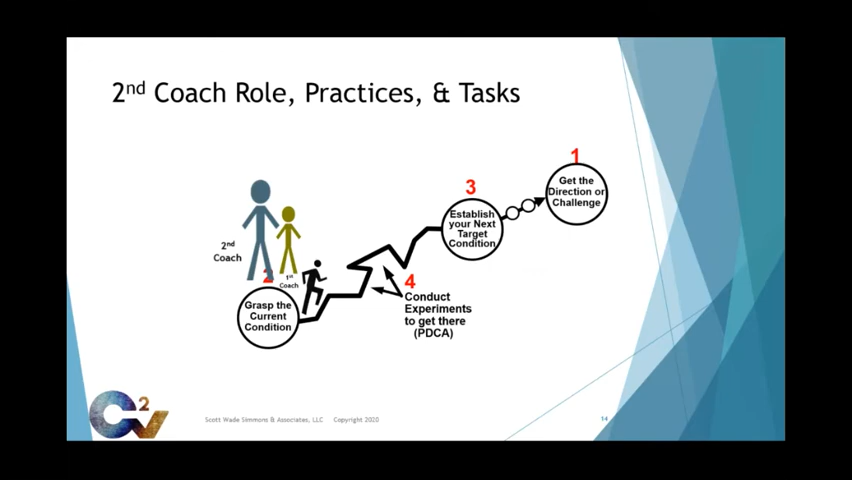 2nd Coach Role, Practices, & Tasks
1
Get the
Direction or
Challenge
3
Establish
your Next
Target
Condition
2nd
Coach
1st
Coach
2
Grasp the
Current
Condition
4
Conduct
Experiments
to get there
(PDCA)
C2V
Scott Wade Simmons & Associates, LLC Copyright 2020
14